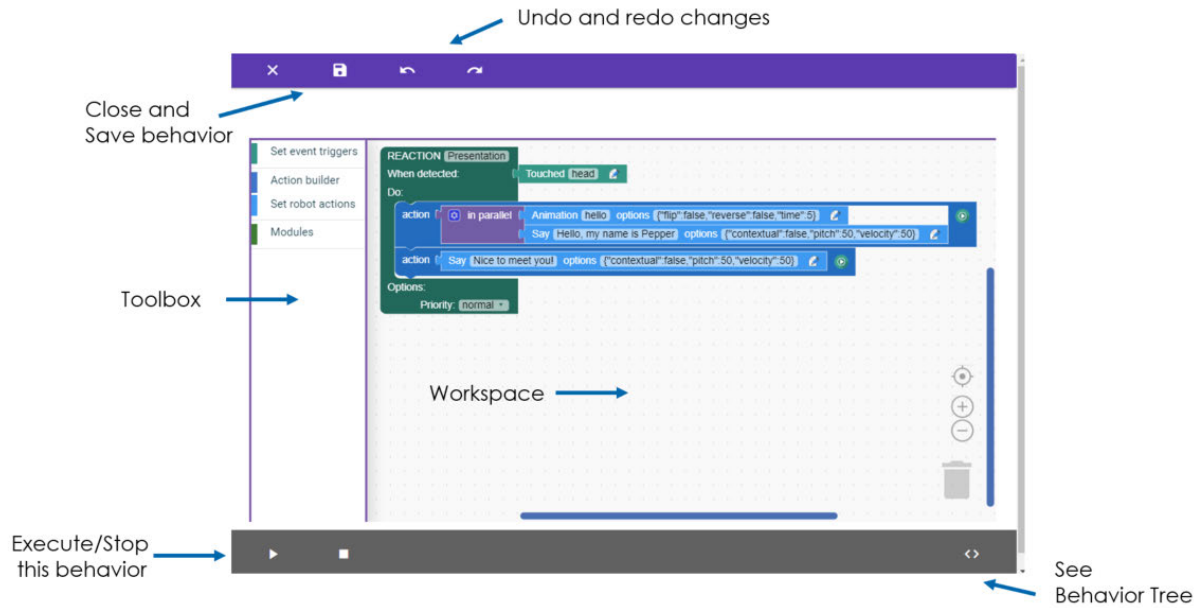 Undo and redo changes
Close and
Save behavior
Set event triggers
Action builder
Set robot actions
Modules
REACTION Presentation
When detected: Touched head
Do:
action in parallel Animation hello options {"flip":false,"reverse":false,"time":5}
Say Hello, my name is Pepper options {"contextual":false,"pitch":50,"velocity":50}
action Say Nice to meet you! options {"contextual":false,"pitch":50,"velocity":50}
Options:
Priority: normal
Toolbox
Workspace
Execute/Stop
this behavior
See
Behavior Tree